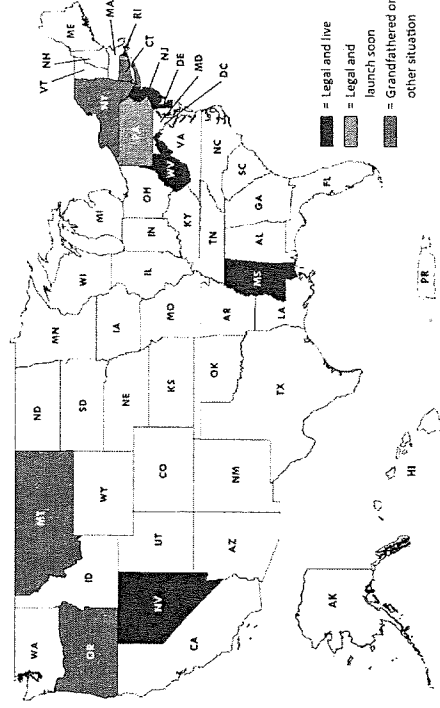 WA
OR
CA
NV
ID
MT
WY
UT
AZ
CO
NM
ND
SD
NE
KS
OK
TX
MN
IA
MO
AR
LA
WI
IL
MI
IN
OH
KY
TN
MS
AL
GA
FL
SC
NC
VA
WV
PA
NY
VT
NH
ME
MA
RI
CT
NJ
DE
MD
DC
AK
HI
PR
= Legal and live
= Legal and
launch soon
= Grandfathered or
other situation